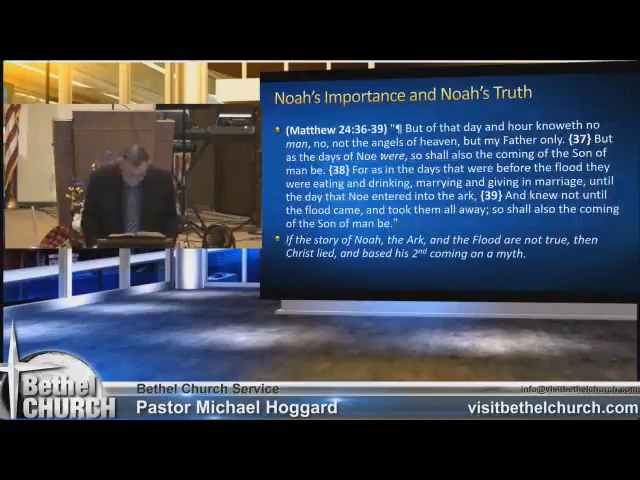 Noah's Importance and Noah's Truth
(Matthew 24:36-39) "¶ But of that day and hour knoweth no
man, no, not the angels of heaven, but my Father only. {37} But
as the days of Noe were, so shall also the coming of the Son of
man be. {38} For as in the days that were before the flood they
were eating and drinking, marrying and giving in marriage, until
the day that Noe entered into the ark, {39} And knew not until
the flood came, and took them all away; so shall also the coming
of the Son of man be."
If the story of Noah, the Ark, and the Flood are not true, then
Christ lied, and based his 2nd coming on a myth.
Bethel
CHURCH
Bethel Church Service
info@visitbethelchurch.com
Pastor Michael Hoggard
visitbethelchurch.com